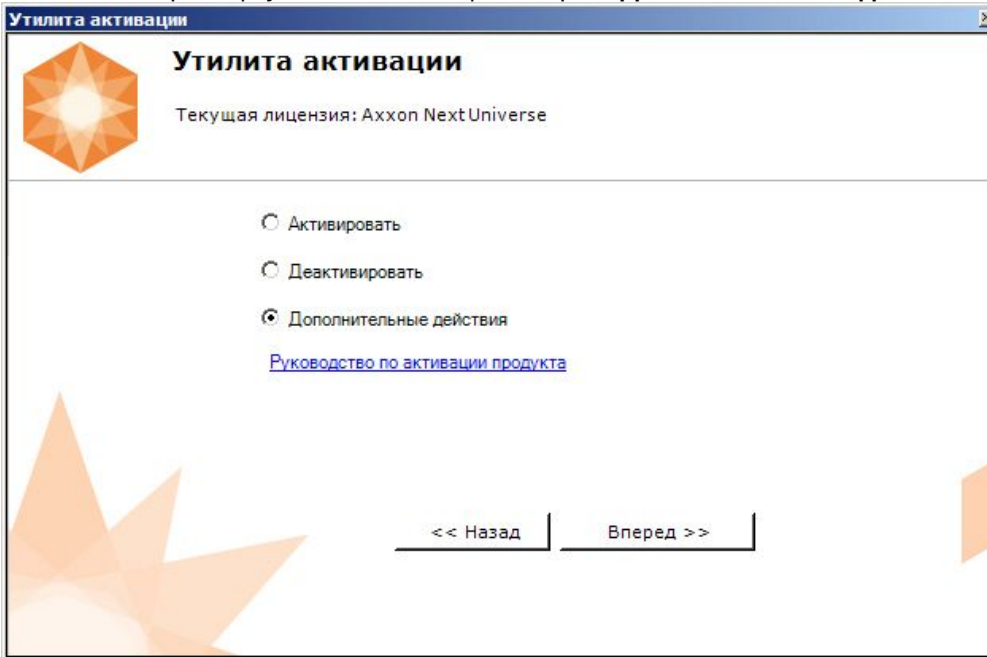 Утилита активации
Утилита активации
Текущая лицензия: Axxon Next Universe
Активировать
Деактивировать
Дополнительные действия
Руководство по активации продукта
<< Назад
Вперед >>